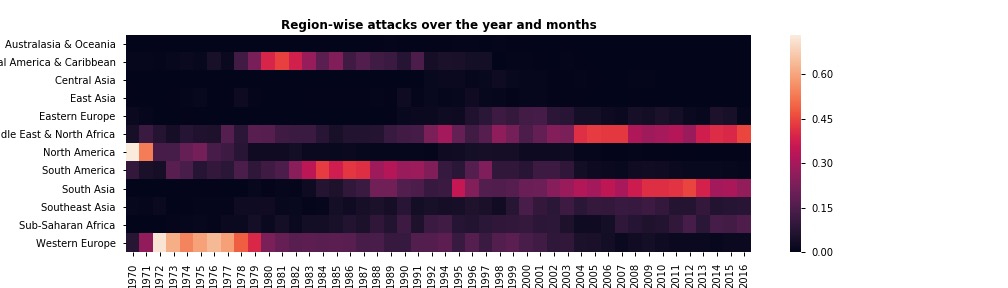 Region-wise attacks over the year and months
Australasia & Oceania
al America & Caribbean
Central Asia
East Asia
Eastern Europe
dle East & North Africa
North America
South America
South Asia
Southeast Asia
Sub-Saharan Africa
Western Europe
1970 1971 1972 1973 1974 1975 1976 1977 1978 1979 1980 1981 1982 1983 1984 1985 1986 1987 1988 1989 1990 1991 1992 1994 1995 1996 1997 1998 1999 2000 2001 2002 2003 2004 2005 2006 2007 2008 2009 2010 2011 2012 2013 2014 2015 2016
0.60
0.45
0.30
0.15
0.00